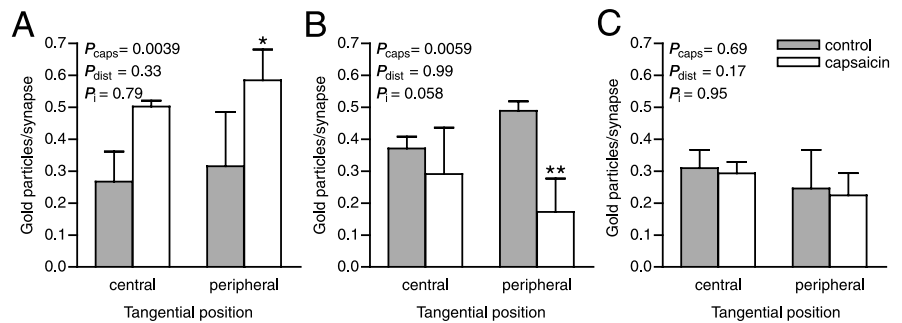 A
Gold particles/synapse
0.7
0.6
0.5
0.4
0.3
0.2
0.1
0.0
Pcaps= 0.0039
Pdist = 0.33
Pi = 0.79
*
central peripheral
Tangential position
B
Gold particles/synapse
0.7
0.6
0.5
0.4
0.3
0.2
0.1
0.0
Pcaps= 0.0059
Pdist = 0.99
Pi = 0.058
**
central peripheral
Tangential position
C
Gold particles/synapse
0.7
0.6
0.5
0.4
0.3
0.2
0.1
0.0
Pcaps= 0.69
Pdist = 0.17
Pi = 0.95
control
capsaicin
central peripheral
Tangential position